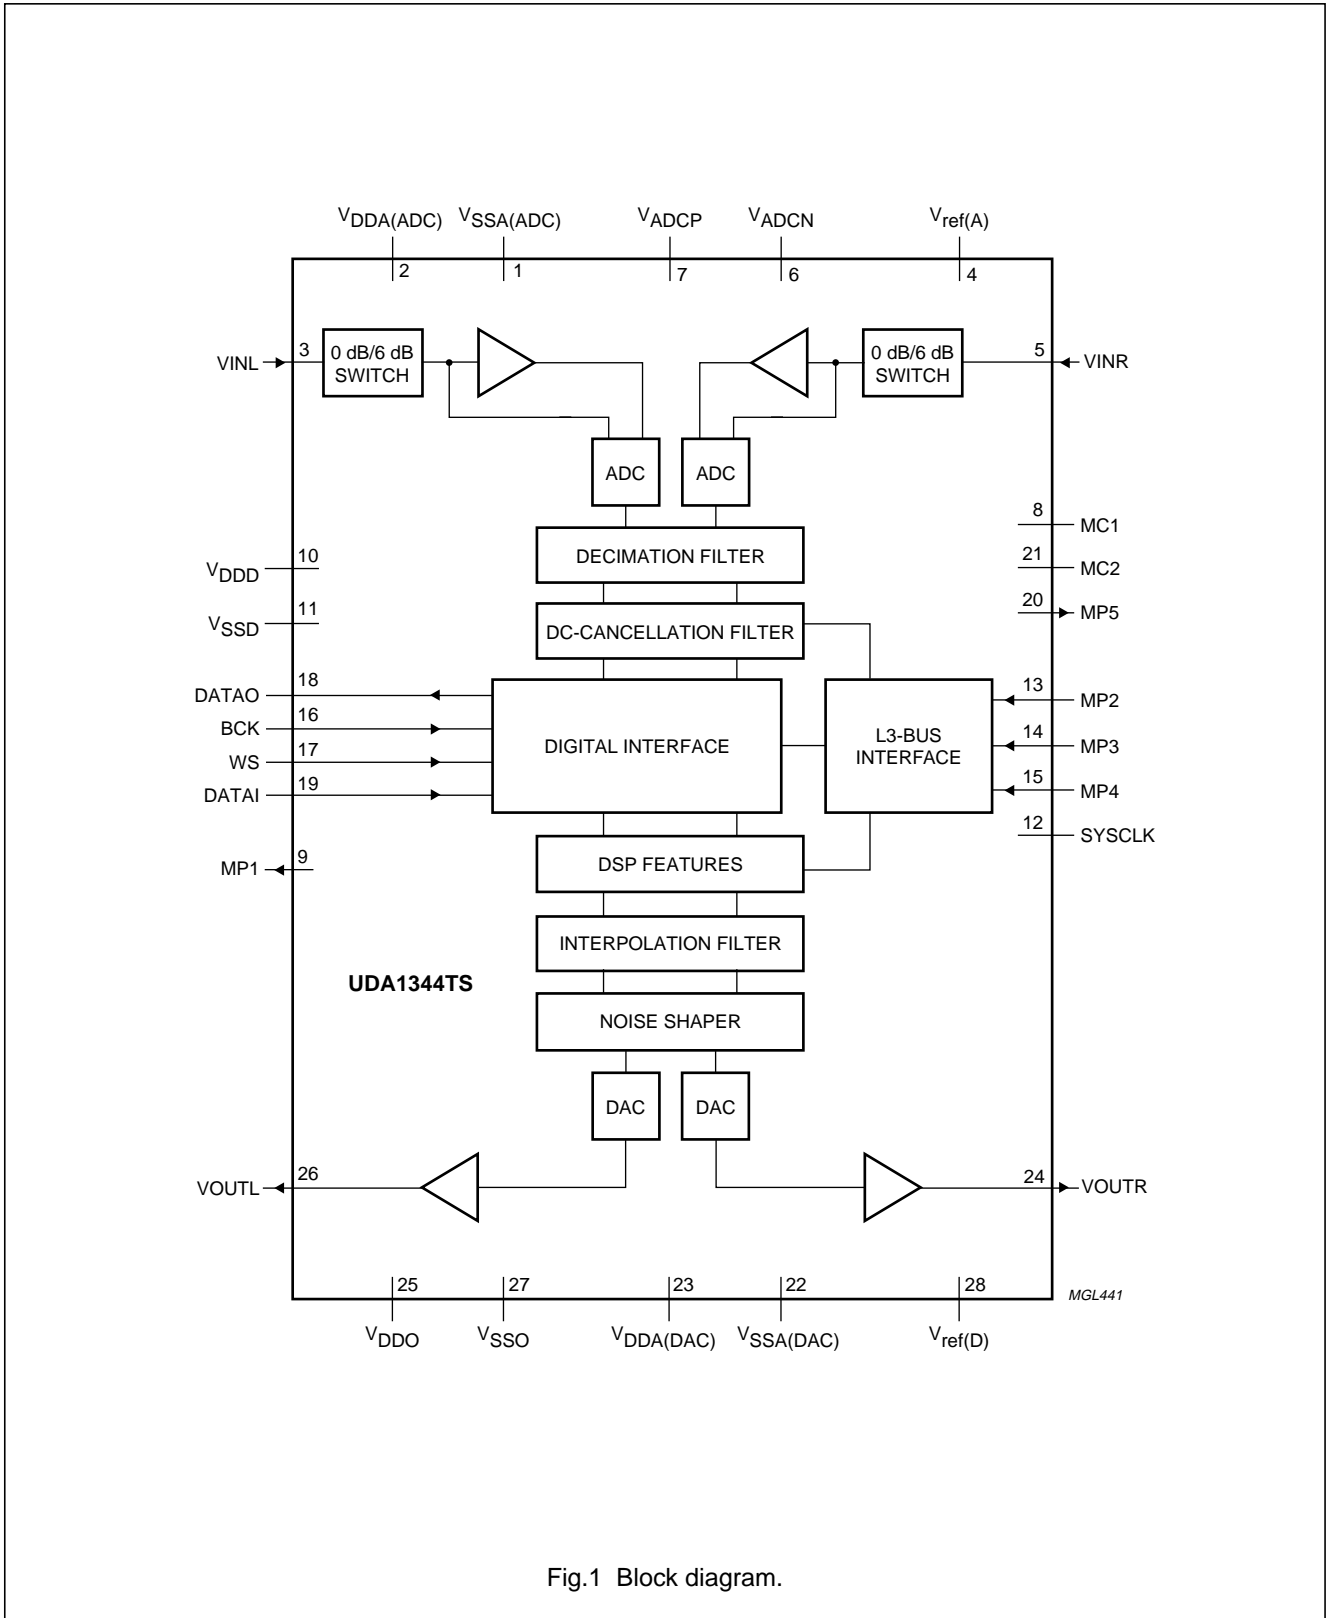 VDDA(ADC) VSSA(ADC) VADCP VADCN Vref(A)
2 1 7 6 4
VINL 3 0 dB/6 dB SWITCH 0 dB/6 dB SWITCH 5 VINR
ADC ADC
8 MC1
VDDD 10 DECIMATION FILTER 21 MC2
VSSD 11 DC-CANCELLATION FILTER 20 MP5
DATAO 18 13 MP2
BCK 16
DIGITAL INTERFACE L3-BUS INTERFACE 14 MP3
WS 17
DATAI 19 15 MP4
12 SYSCLK
MP1 9 DSP FEATURES
INTERPOLATION FILTER
UDA1344TS
NOISE SHAPER
DAC DAC
VOUTL 26 24 VOUTR
25 27 23 22 28
MGL441
VDDO VSSO VDDA(DAC) VSSA(DAC) Vref(D)
Fig.1 Block diagram.